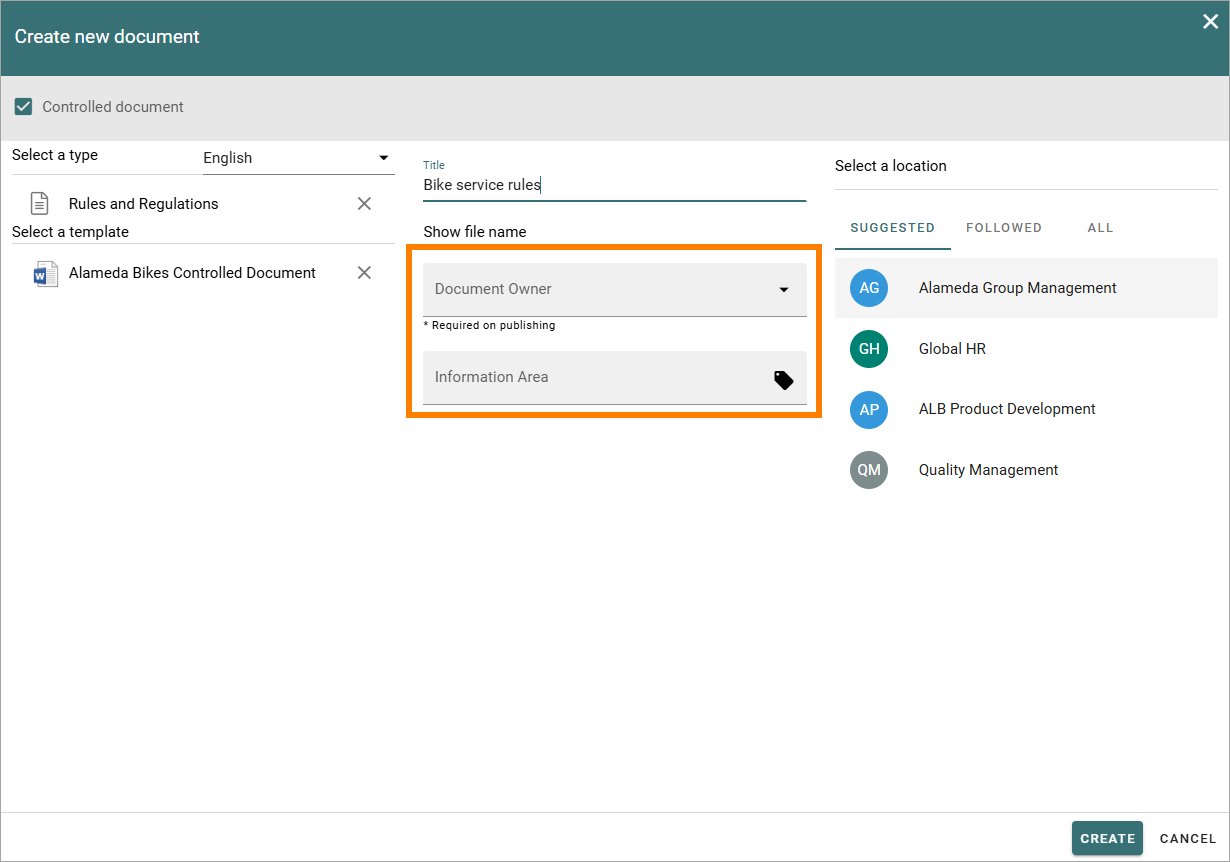 Create new document
Controlled document
Select a type
English
Rules and Regulations
Select a template
W
Alameda Bikes Controlled Document
Title
Bike service rules
Show file name
Document Owner
* Required on publishing
Information Area
Select a location
SUGGESTED FOLLOWED ALL
AG Alameda Group Management
GH Global HR
AP ALB Product Development
QM Quality Management
CREATE CANCEL